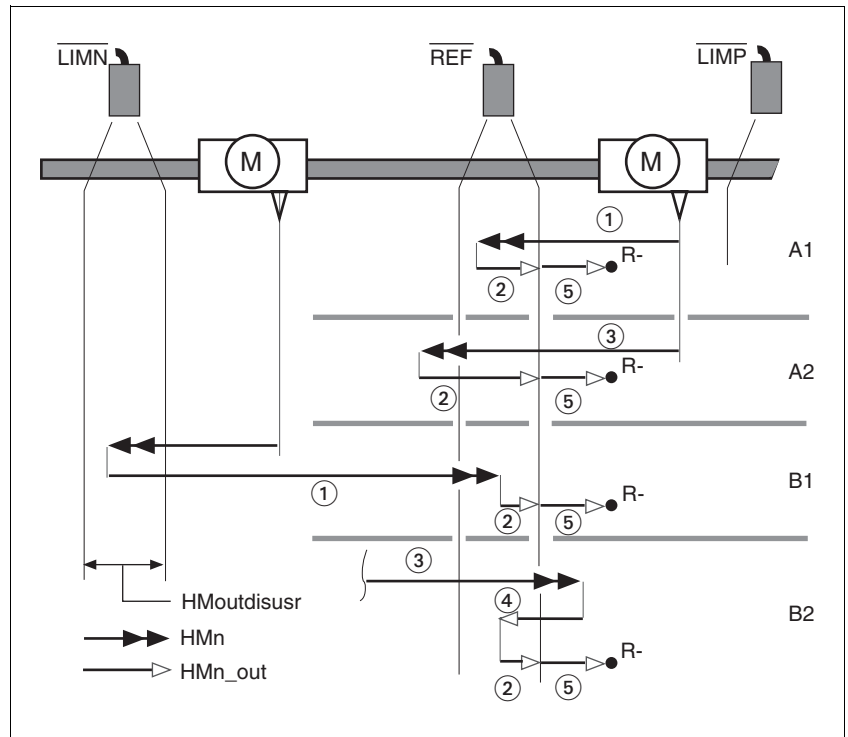 LIMN REF LIMP
M M
1
R- A1
2 5
3
R- A2
2 5
R- B1
1 2 5
3
HMoutdisusr 4 B2
HMn
R-
HMn_out
2 5